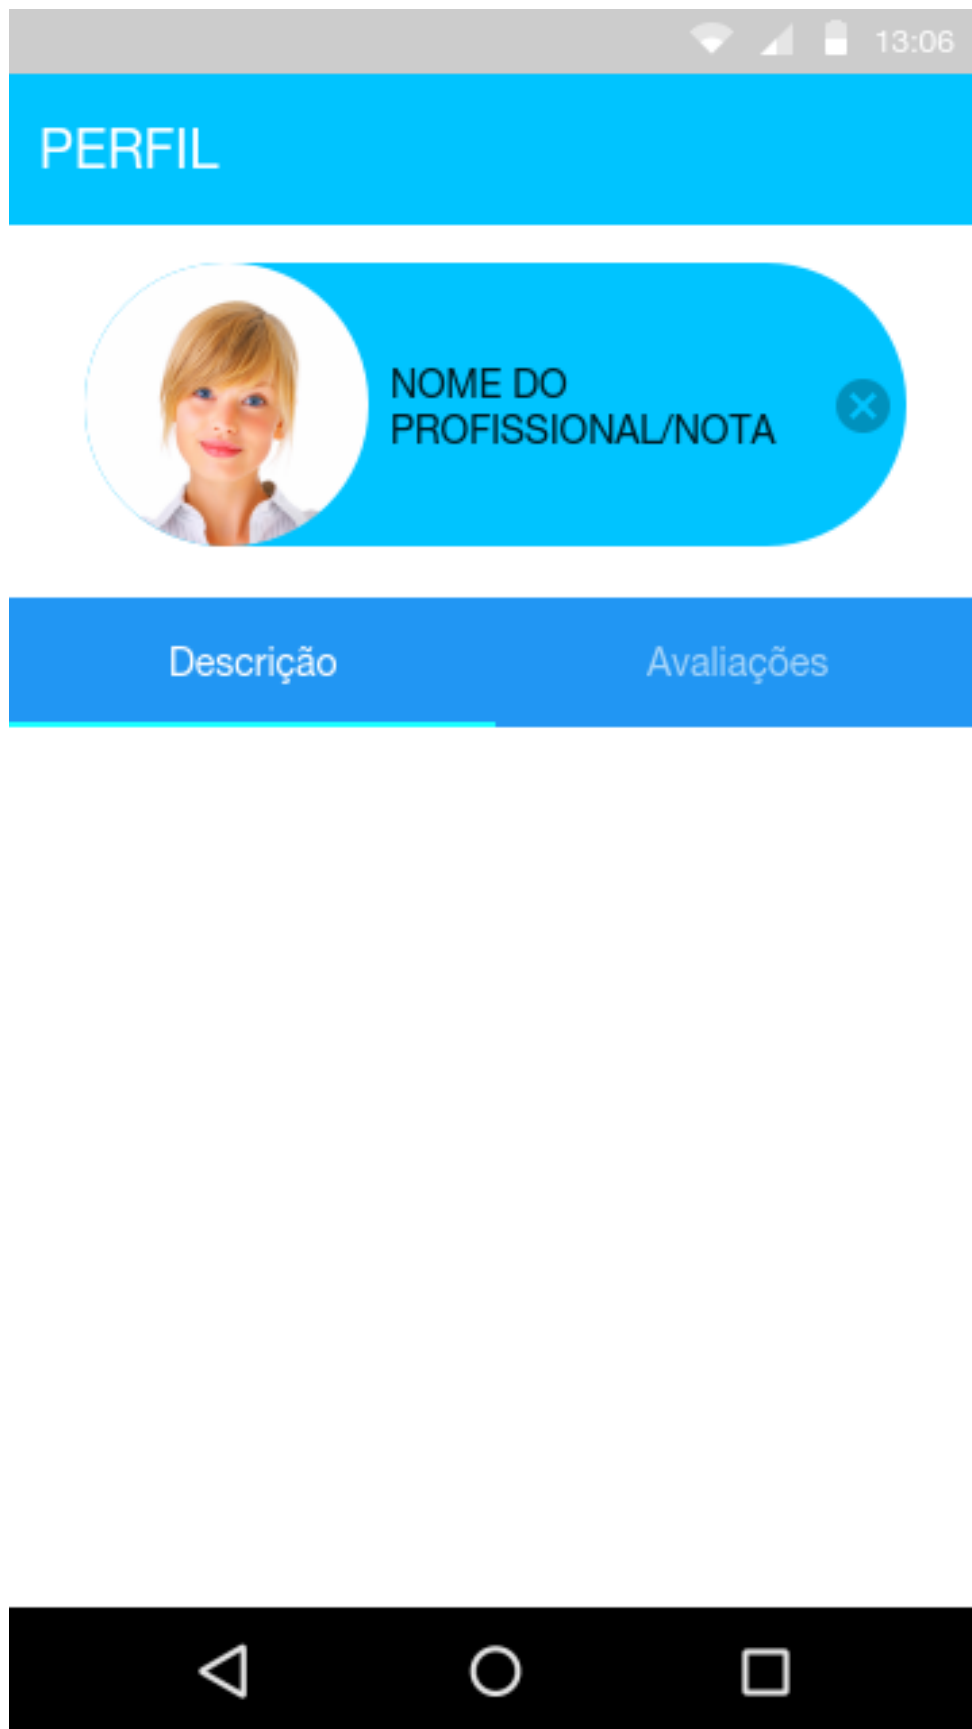 13:06
PERFIL
NOME DO
PROFISSIONAL/NOTA
Descrição
Avaliações